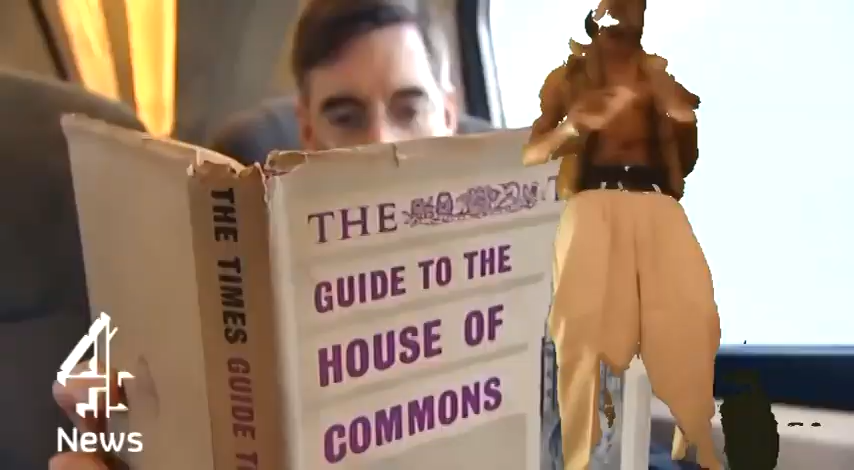 THE T
GUIDE TO THE
HOUSE OF
COMMONS
THE TIMES GUIDE T
4
News